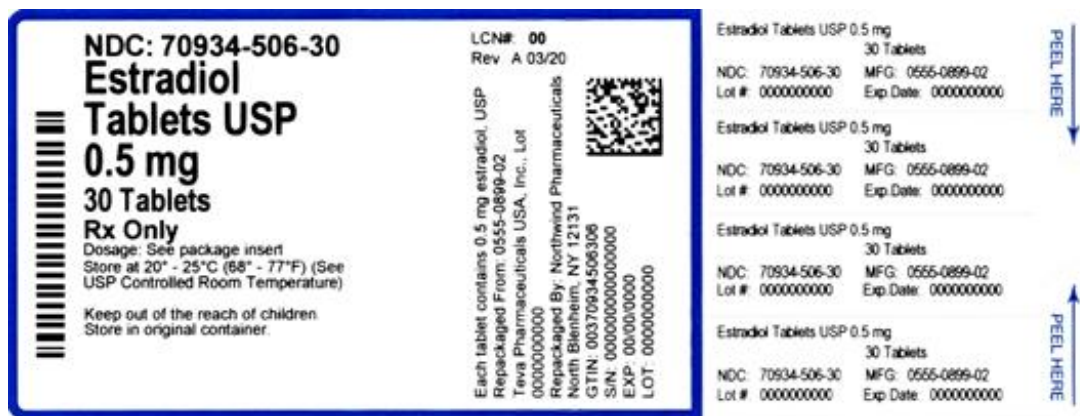 NDC: 70934-506-30
Estradiol
Tablets USP
0.5 mg
30 Tablets
Rx Only
Dosage: See package insert
Store at 20° - 25°C (68° - 77°F) (See
USP Controlled Room Temperature)
Keep out of the reach of children
Store in original container.
LCN#: 00
Rev A 03/20
Each tablet contains 0.5 mg estradiol, USP
Repackaged From: 0555-0899-02
Teva Pharmaceuticals USA, Inc., Lot
0000000000
Repackaged By: Northwind Pharmaceuticals
North Blenheim, NY 12131
GTIN: 00370934506306
S/N: 00000000000000
EXP: 00/00/0000
LOT: 0000000000
Estradiol Tablets USP 0.5 mg
30 Tablets
NDC: 70934-506-30 MFG: 0555-0899-02
Lot #: 0000000000 Exp.Date: 0000000000
Estradiol Tablets USP 0.5 mg
30 Tablets
NDC: 70934-506-30 MFG: 0555-0899-02
Lot #: 0000000000 Exp.Date: 0000000000
Estradiol Tablets USP 0.5 mg
30 Tablets
NDC: 70934-506-30 MFG: 0555-0899-02
Lot #: 0000000000 Exp.Date: 0000000000
Estradiol Tablets USP 0.5 mg
30 Tablets
NDC: 70934-506-30 MFG: 0555-0899-02
Lot #: 0000000000 Exp.Date: 0000000000
PEEL HERE
PEEL HERE